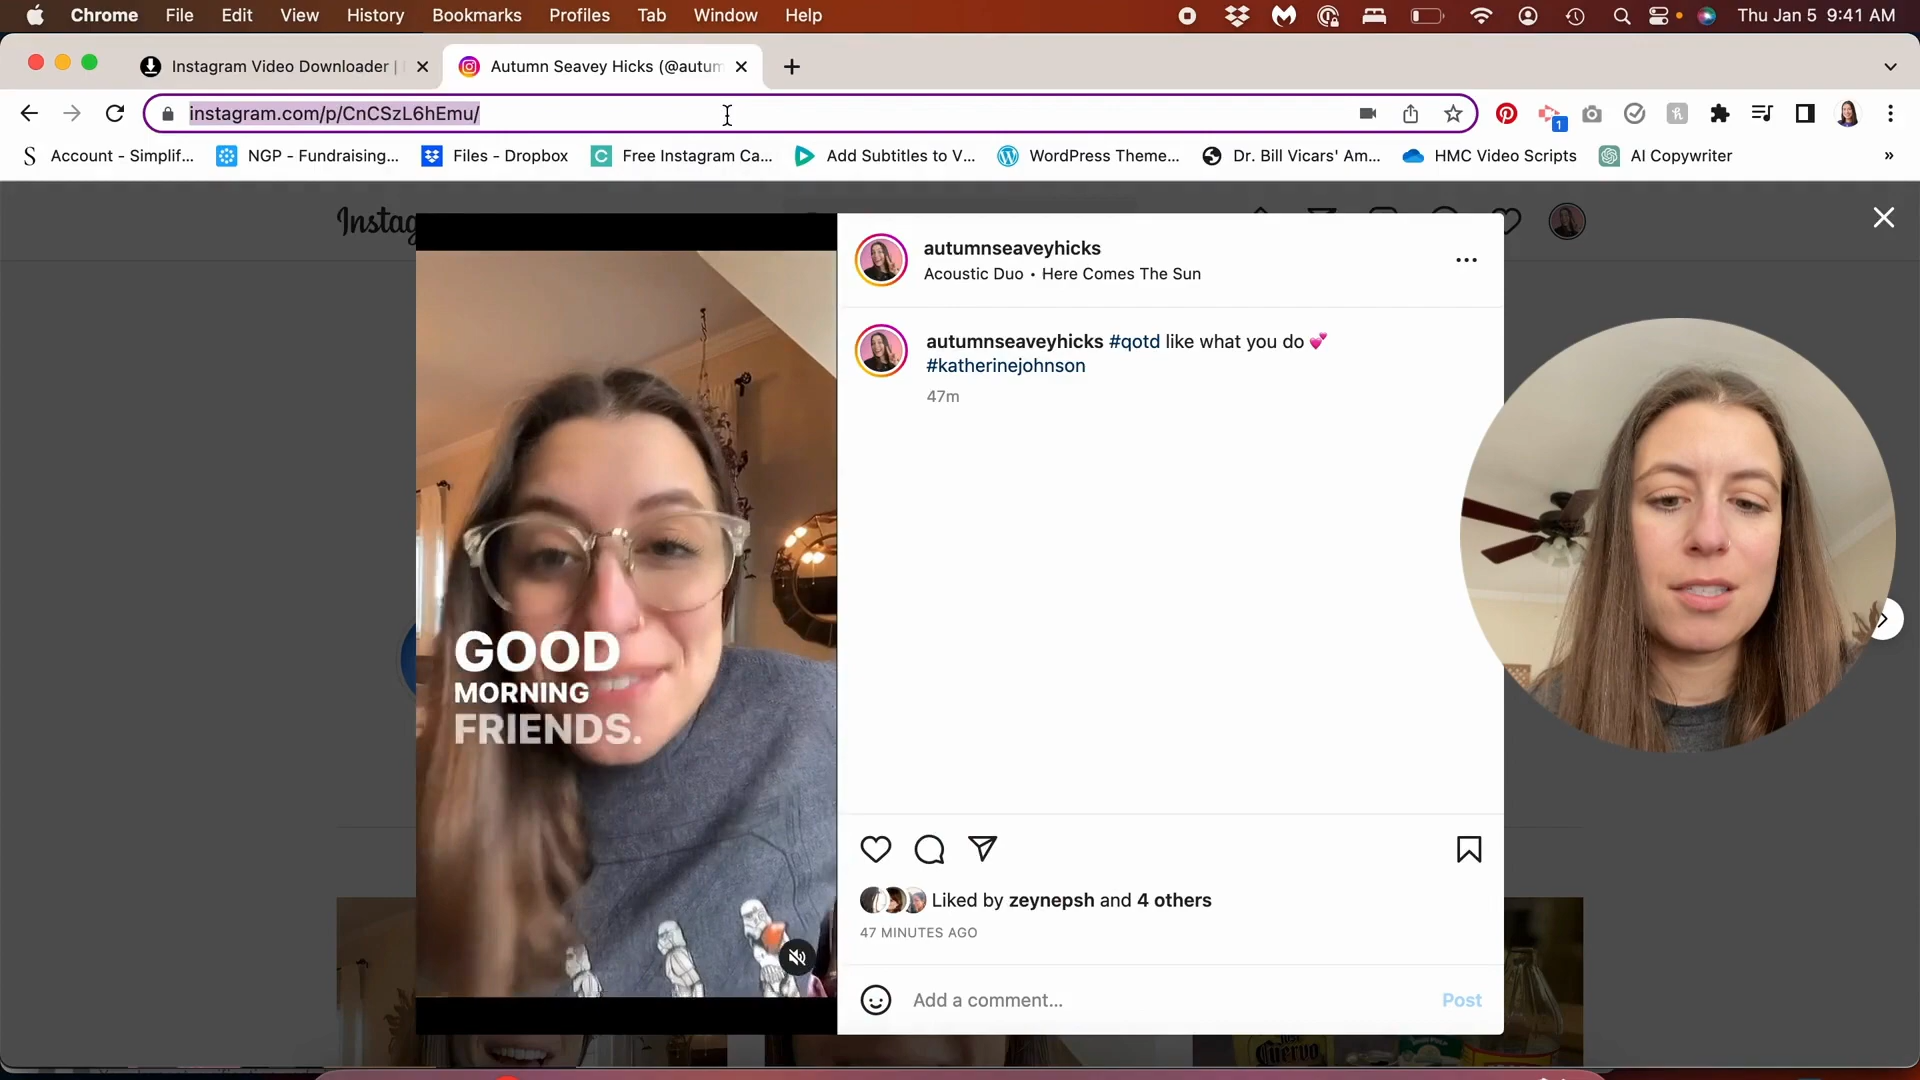 Chrome File Edit View History Bookmarks Profiles Tab Window Help Thu Jan 5 9:41 AM
Instagram Video Downloader | Autumn Seavey Hicks (@autum
instagram.com/p/CnCSzL6hEmu/
1
S Account - Simplif... NGP - Fundraising... Files - Dropbox Free Instagram Ca... Add Subtitles to V... WordPress Theme... Dr. Bill Vicars' Am... HMC Video Scripts AI Copywriter »
Instag
autumnseaveyhicks
Acoustic Duo • Here Comes The Sun
autumnseaveyhicks #qotd like what you do 💕
#katherinejohnson
47m
GOOD
MORNING
FRIENDS.
Liked by zeynepsh and 4 others
47 MINUTES AGO
Add a comment... Post
Cuervo